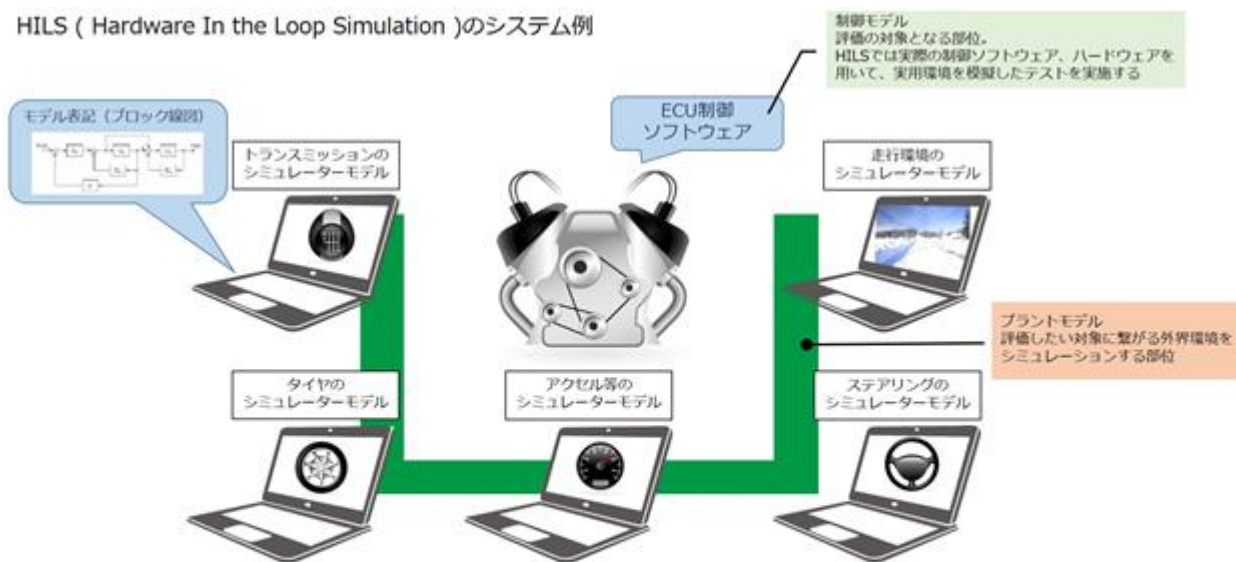 HILS ( Hardware In the Loop Simulation )のシステム例
制御モデル
評価の対象となる部位。
HILSでは実際の制御ソフトウェア、ハードウェアを
用いて、実用環境を模擬したテストを実施する
モデル表記（ブロック線図）
ECU制御
ソフトウェア
トランスミッションの
シミュレーターモデル
走行環境の
シミュレーターモデル
プラントモデル
評価したい対象に繋がる外界環境を
シミュレーションする部位
タイヤの
シミュレーターモデル
アクセル等の
シミュレーターモデル
ステアリングの
シミュレーターモデル